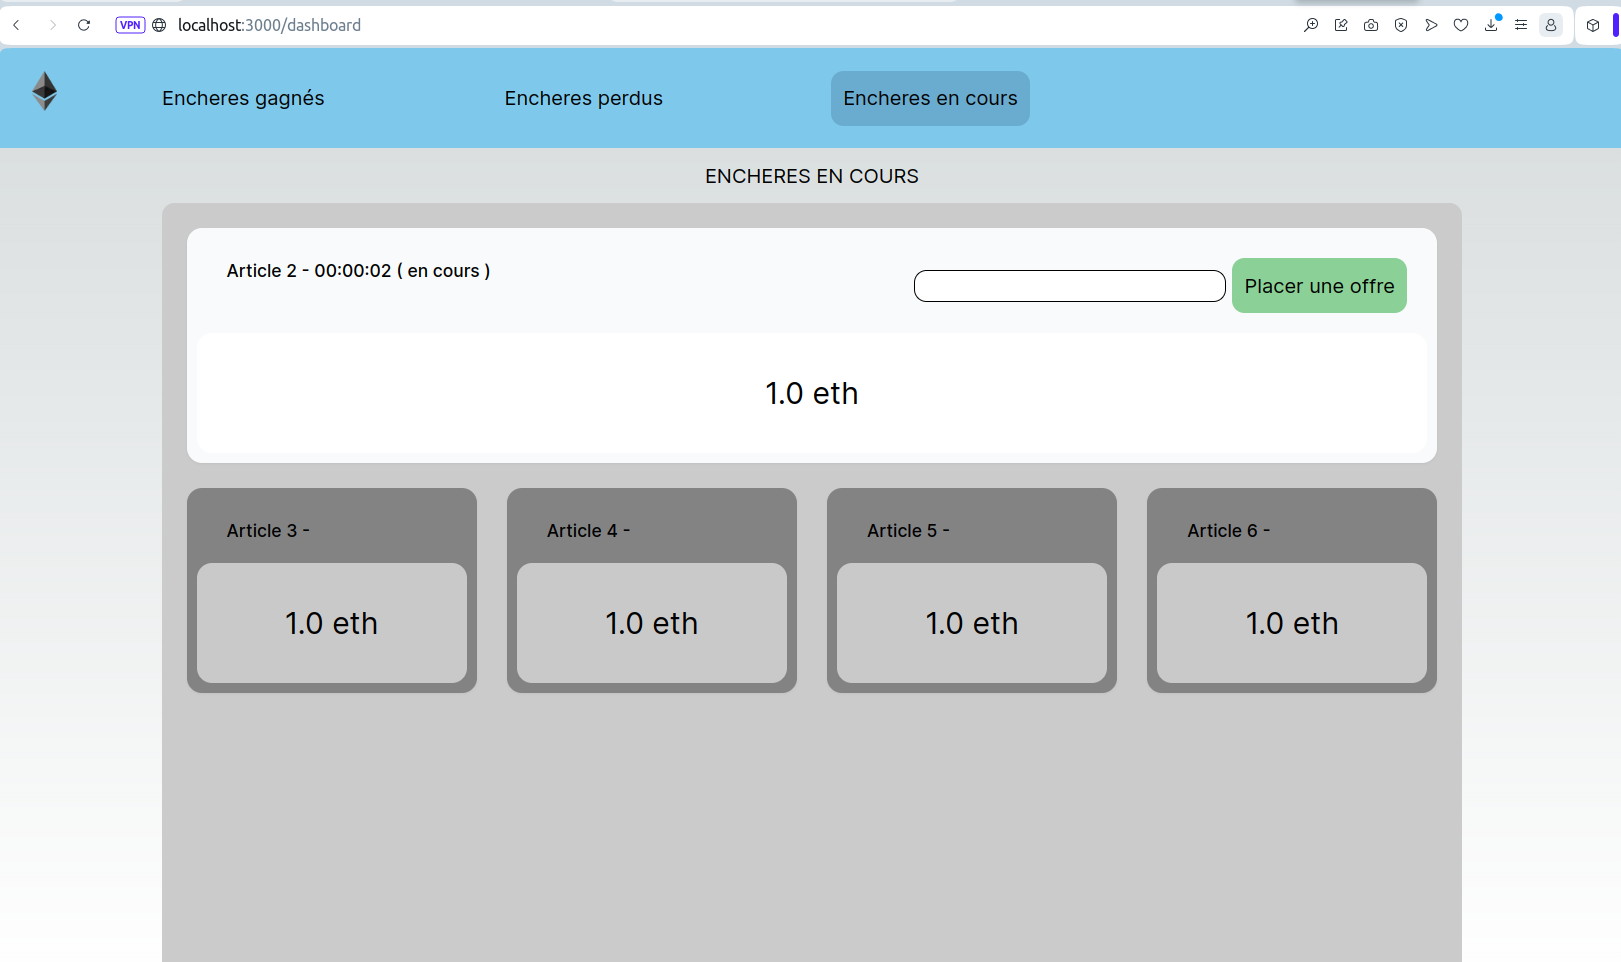 VPN localhost:3000/dashboard
Encheres gagnés Encheres perdus Encheres en cours
ENCHERES EN COURS
Article 2 - 00:00:02 ( en cours )
Placer une offre
1.0 eth
Article 3 - Article 4 - Article 5 - Article 6 -
1.0 eth 1.0 eth 1.0 eth 1.0 eth